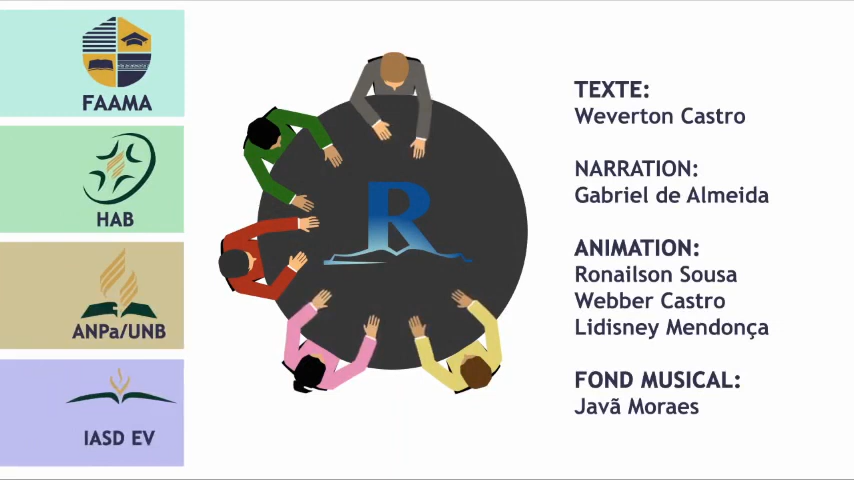 FAAMA
HAB
ANPa/UNB
IASD EV
R
TEXTE:
Weverton Castro
NARRATION:
Gabriel de Almeida
ANIMATION:
Ronailson Sousa
Webber Castro
Lidisney Mendonça
FOND MUSICAL:
Javã Moraes